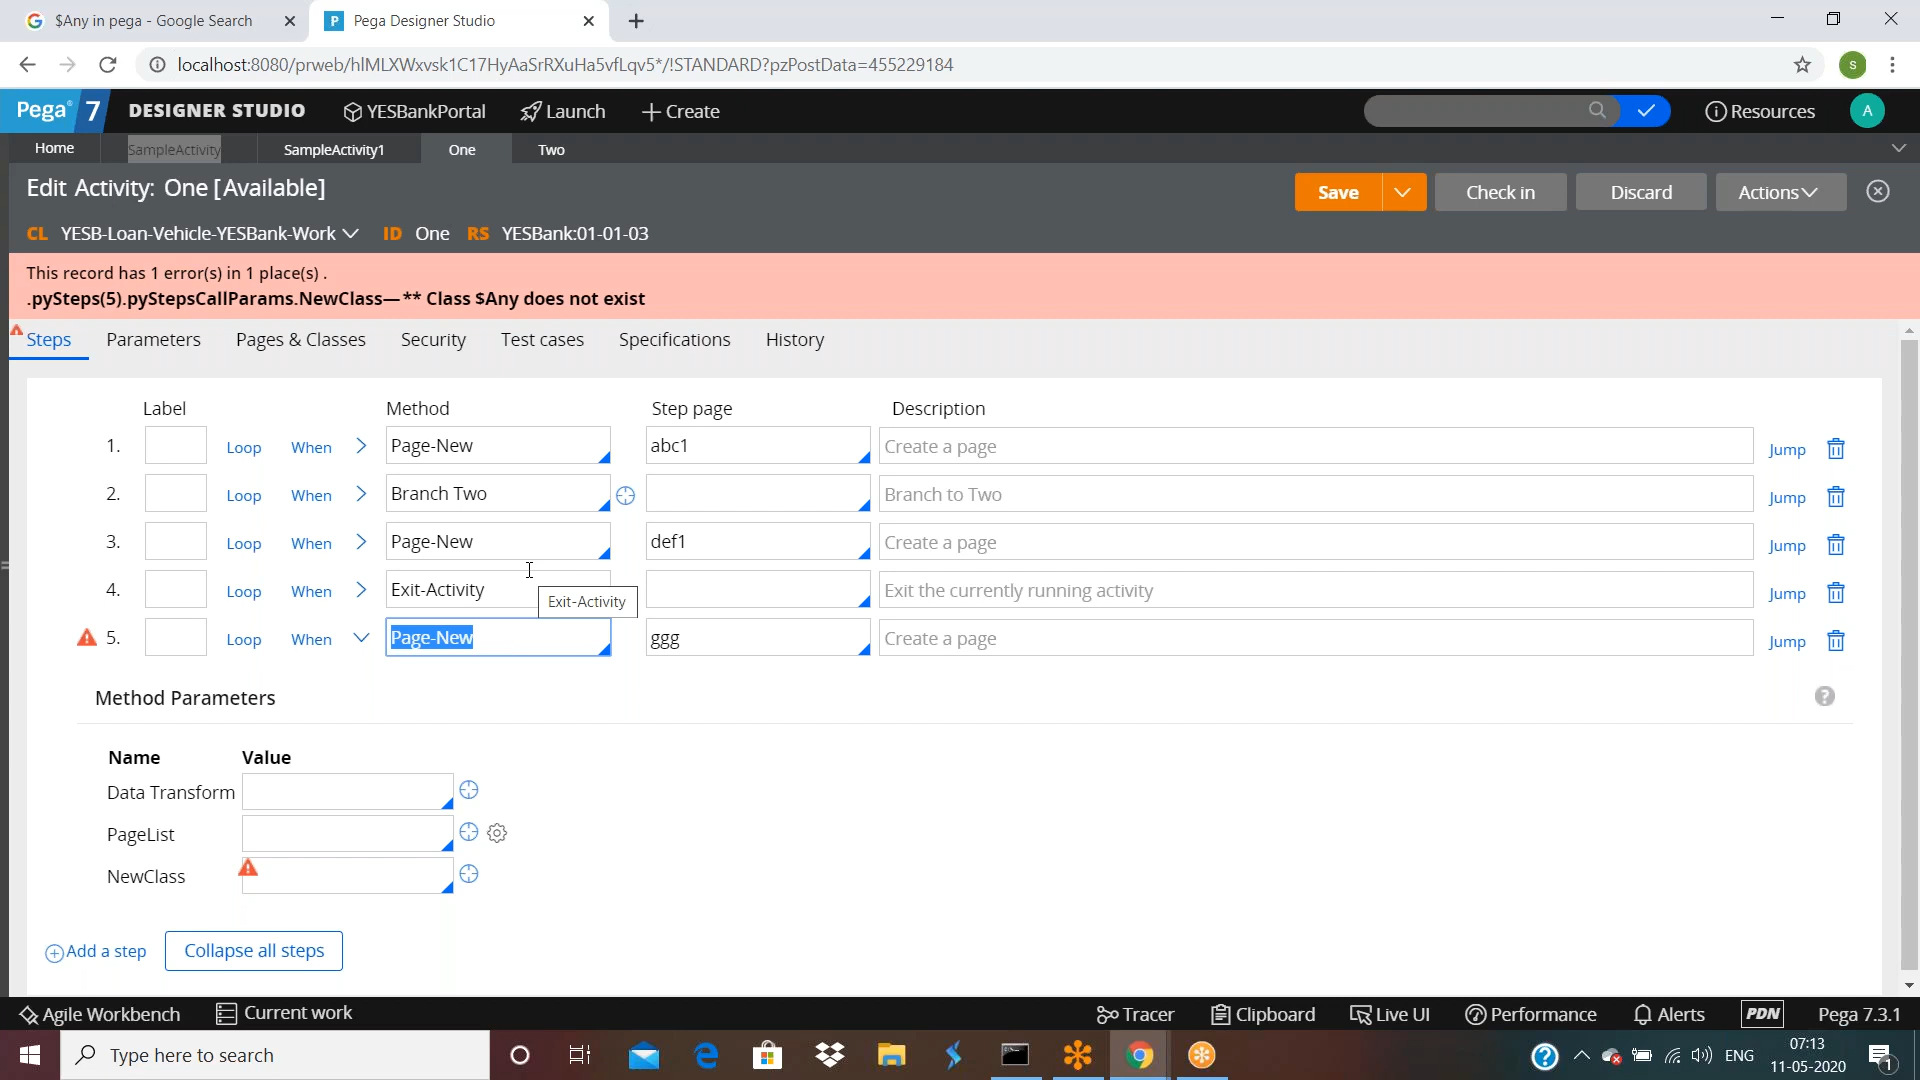 $Any in pega - Google Search
P Pega Designer Studio
localhost:8080/prweb/hIMLXWxvsk1C17HyAaSrRXuHa5vfLqv5*/!STANDARD?pzPostData=455229184
s
Pega 7 DESIGNER STUDIO YESBankPortal Launch Create Resources A
Home SampleActivity SampleActivity1 One Two
Edit Activity: One [Available] Save Check in Discard Actions
CL YESB-Loan-Vehicle-YESBank-Work ID One RS YESBank:01-01-03
This record has 1 error(s) in 1 place(s) .
.pySteps(5).pyStepsCallParams.NewClass—** Class $Any does not exist
Steps Parameters Pages & Classes Security Test cases Specifications History
Label Method Step page Description
1. Loop When Page-New abc1 Create a page Jump
2. Loop When Branch Two Branch to Two Jump
3. Loop When Page-New def1 Create a page Jump
4. Loop When Exit-Activity Exit the currently running activity Jump
Exit-Activity
5. Loop When Page-New ggg Create a page Jump
Method Parameters
Name Value
Data Transform
PageList
NewClass
Add a step Collapse all steps
Agile Workbench Current work Tracer Clipboard Live UI Performance Alerts PDN Pega 7.3.1
Type here to search ENG 07:13
11-05-2020 1